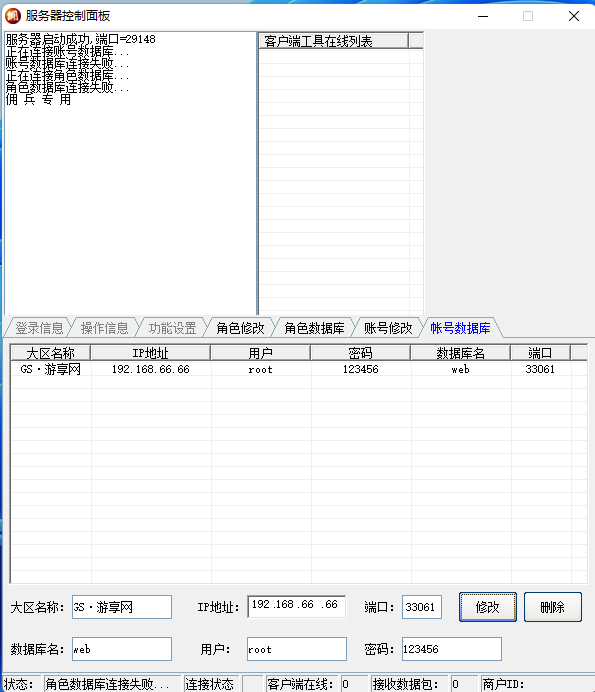 服务器控制面板
服务器启动成功,端口=29148
正在连接账号数据库...
账号数据库连接失败...
正在连接角色数据库...
角色数据库连接失败...
佣 兵 专 用
客户端工具在线列表
登录信息 操作信息 功能设置 角色修改 角色数据库 账号修改 帐号数据库
大区名称 IP地址 用户 密码 数据库名 端口
GS·游享网 192.168.66.66 root 123456 web 33061
大区名称: GS·游享网 IP地址: 192.168.66.66 端口: 33061 修改 删除
数据库名: web 用户: root 密码: 123456
状态: 角色数据库连接失败... 连接状态 客户端在线: 0 接收数据包: 0 商户ID: